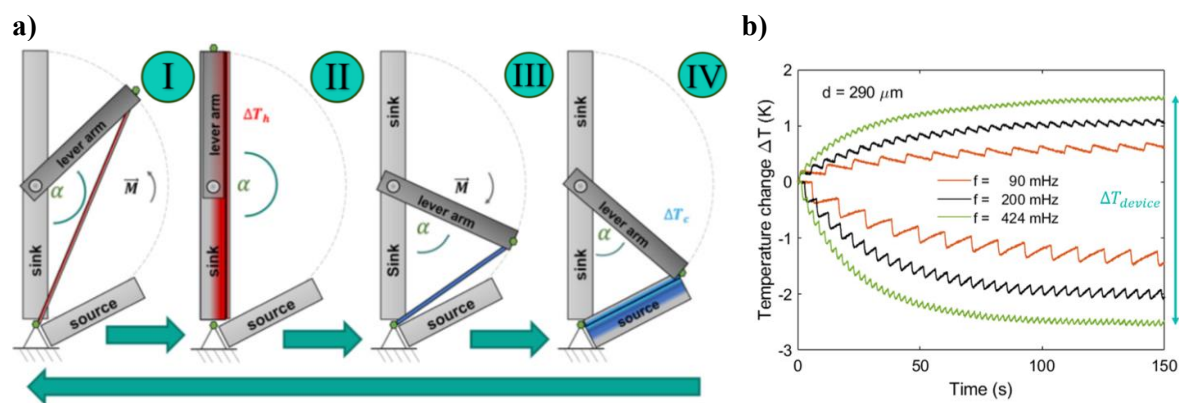 a)
I
II
III
IV
sink
lever arm
α
M
sink
source
lever arm
ΔT_h
α
M
sink
source
sink
lever arm
M
α
Sink
source
sink
lever arm
ΔT_c
α
sink
source
b)
Temperature change ΔT (K)
2
1
0
-1
-2
-3
d = 290 μm
f = 90 mHz
f = 200 mHz
f = 424 mHz
ΔT_device
0
50
100
150
Time (s)